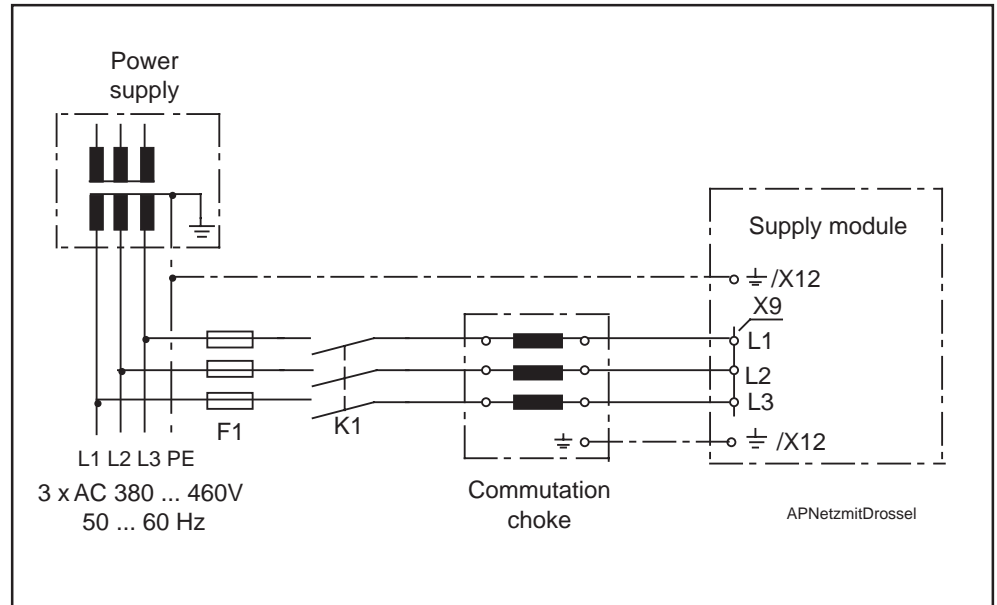 Power
supply
Supply module
/X12
X9
L1
L2
L3
F1
K1
/X12
L1 L2 L3 PE
3 x AC 380 ... 460V
50 ... 60 Hz
Commutation
choke
APNetzmitDrossel